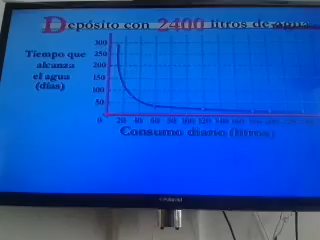 Depósito con 2400 litros de agua
Tiempo que
alcanza
el agua
(días)
300
250
200
150
100
50
20 40 60 80 100 120 140 160
Consumo diario (litros)